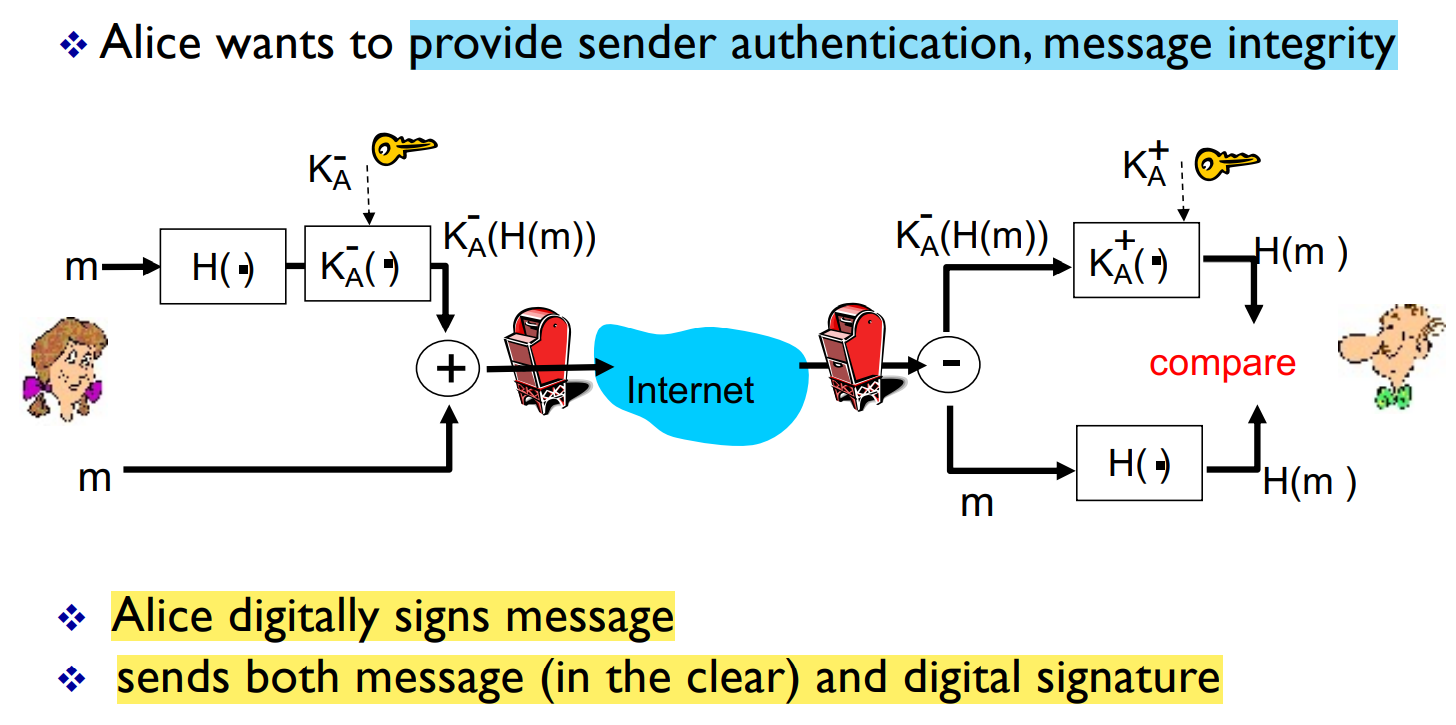 ❖ Alice wants to provide sender authentication, message integrity
K_A^-
K_A^+
m
H(·)
K_A^-(·)
K_A^-(H(m))
K_A^-(H(m))
K_A^+(·)
H(m )
+
Internet
-
compare
m
m
H(·)
H(m )
❖ Alice digitally signs message
❖ sends both message (in the clear) and digital signature